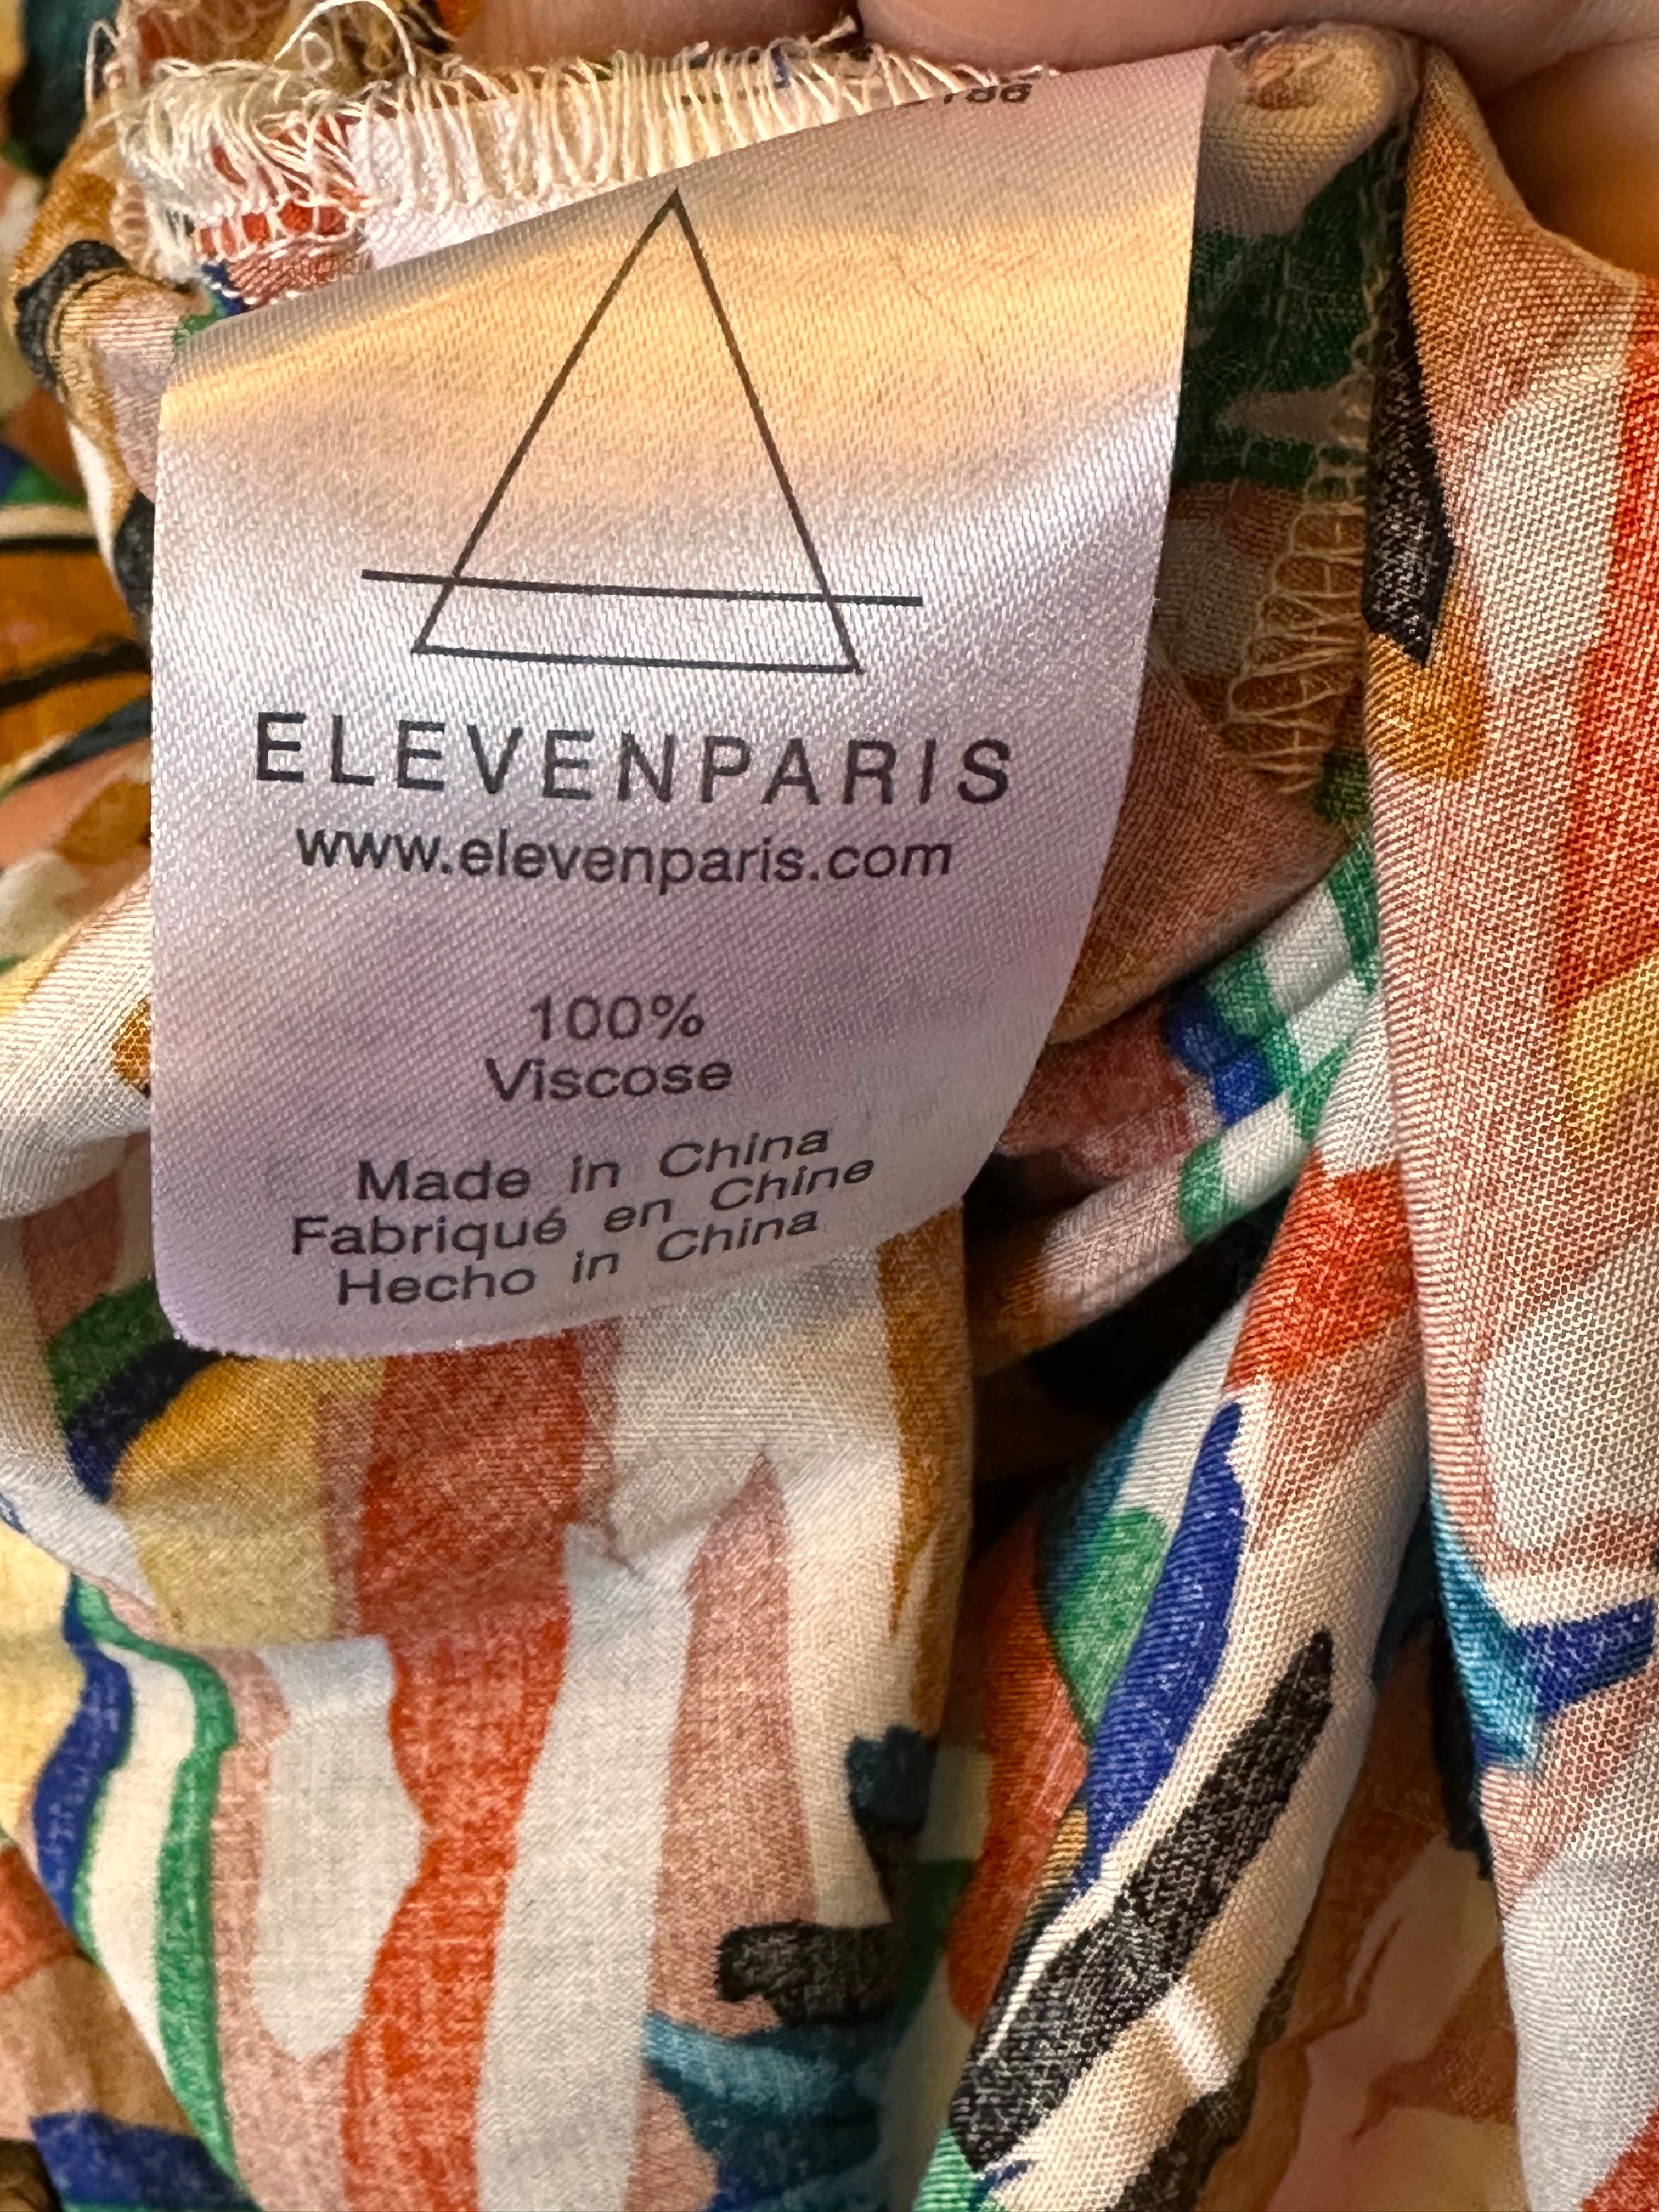 ELEVENPARIS
www.elevenparis.com
100%
Viscose
Made in China
Fabriqué en Chine
Hecho in China